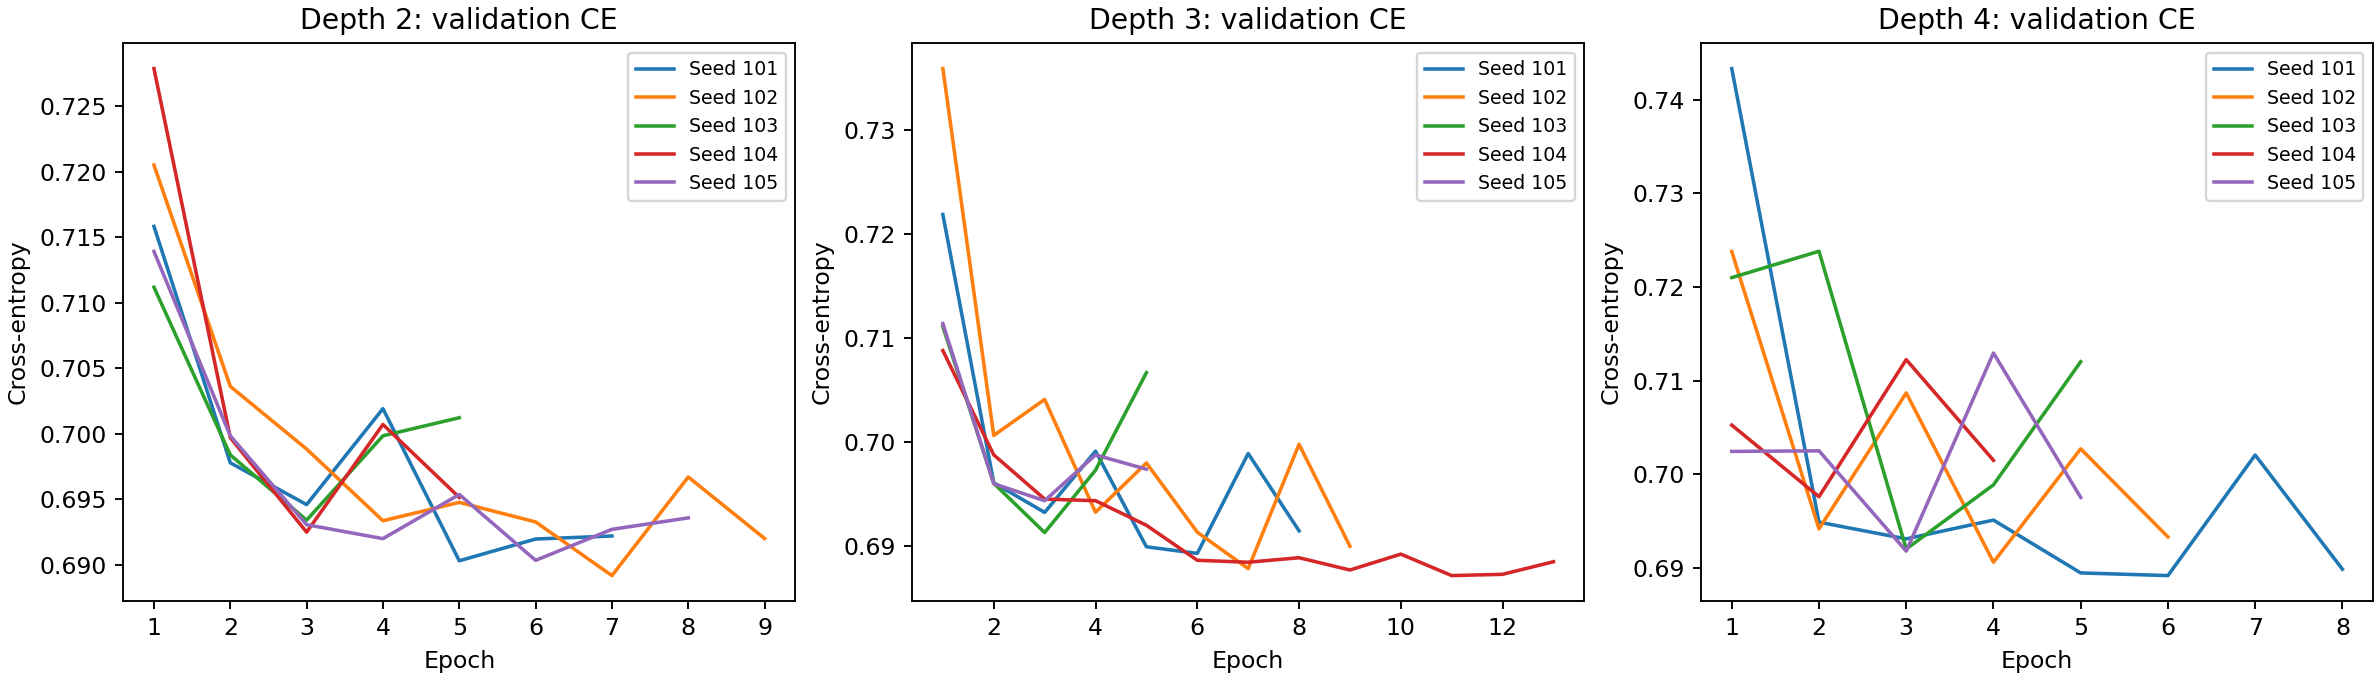 Depth 2: validation CE
Cross-entropy
0.725
0.720
0.715
0.710
0.705
0.700
0.695
0.690
1 2 3 4 5 6 7 8 9
Epoch
Seed 101
Seed 102
Seed 103
Seed 104
Seed 105
Depth 3: validation CE
Cross-entropy
0.73
0.72
0.71
0.70
0.69
2 4 6 8 10 12
Epoch
Seed 101
Seed 102
Seed 103
Seed 104
Seed 105
Depth 4: validation CE
Cross-entropy
0.74
0.73
0.72
0.71
0.70
0.69
1 2 3 4 5 6 7 8
Epoch
Seed 101
Seed 102
Seed 103
Seed 104
Seed 105